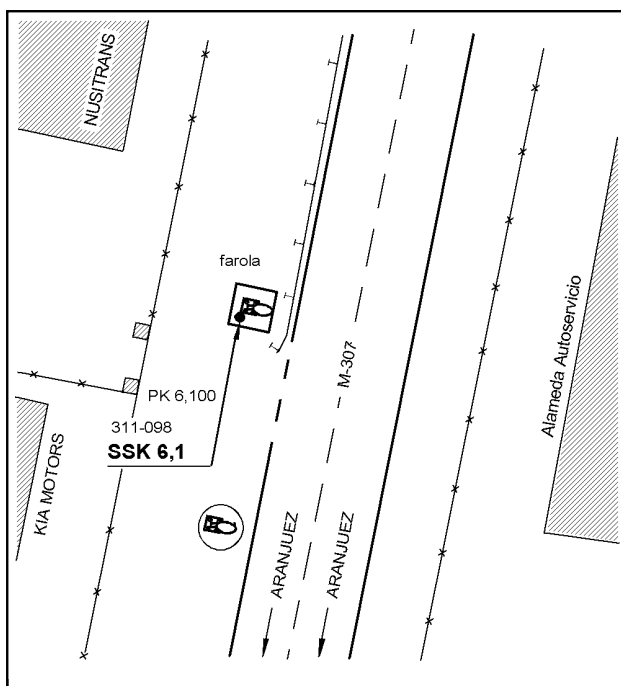 NUSITRANS
farola
M-307
Alameda Autoservicio
PK 6,100
311-098
SSK 6,1
KIA MOTORS
ARANJUEZ
ARANJUEZ